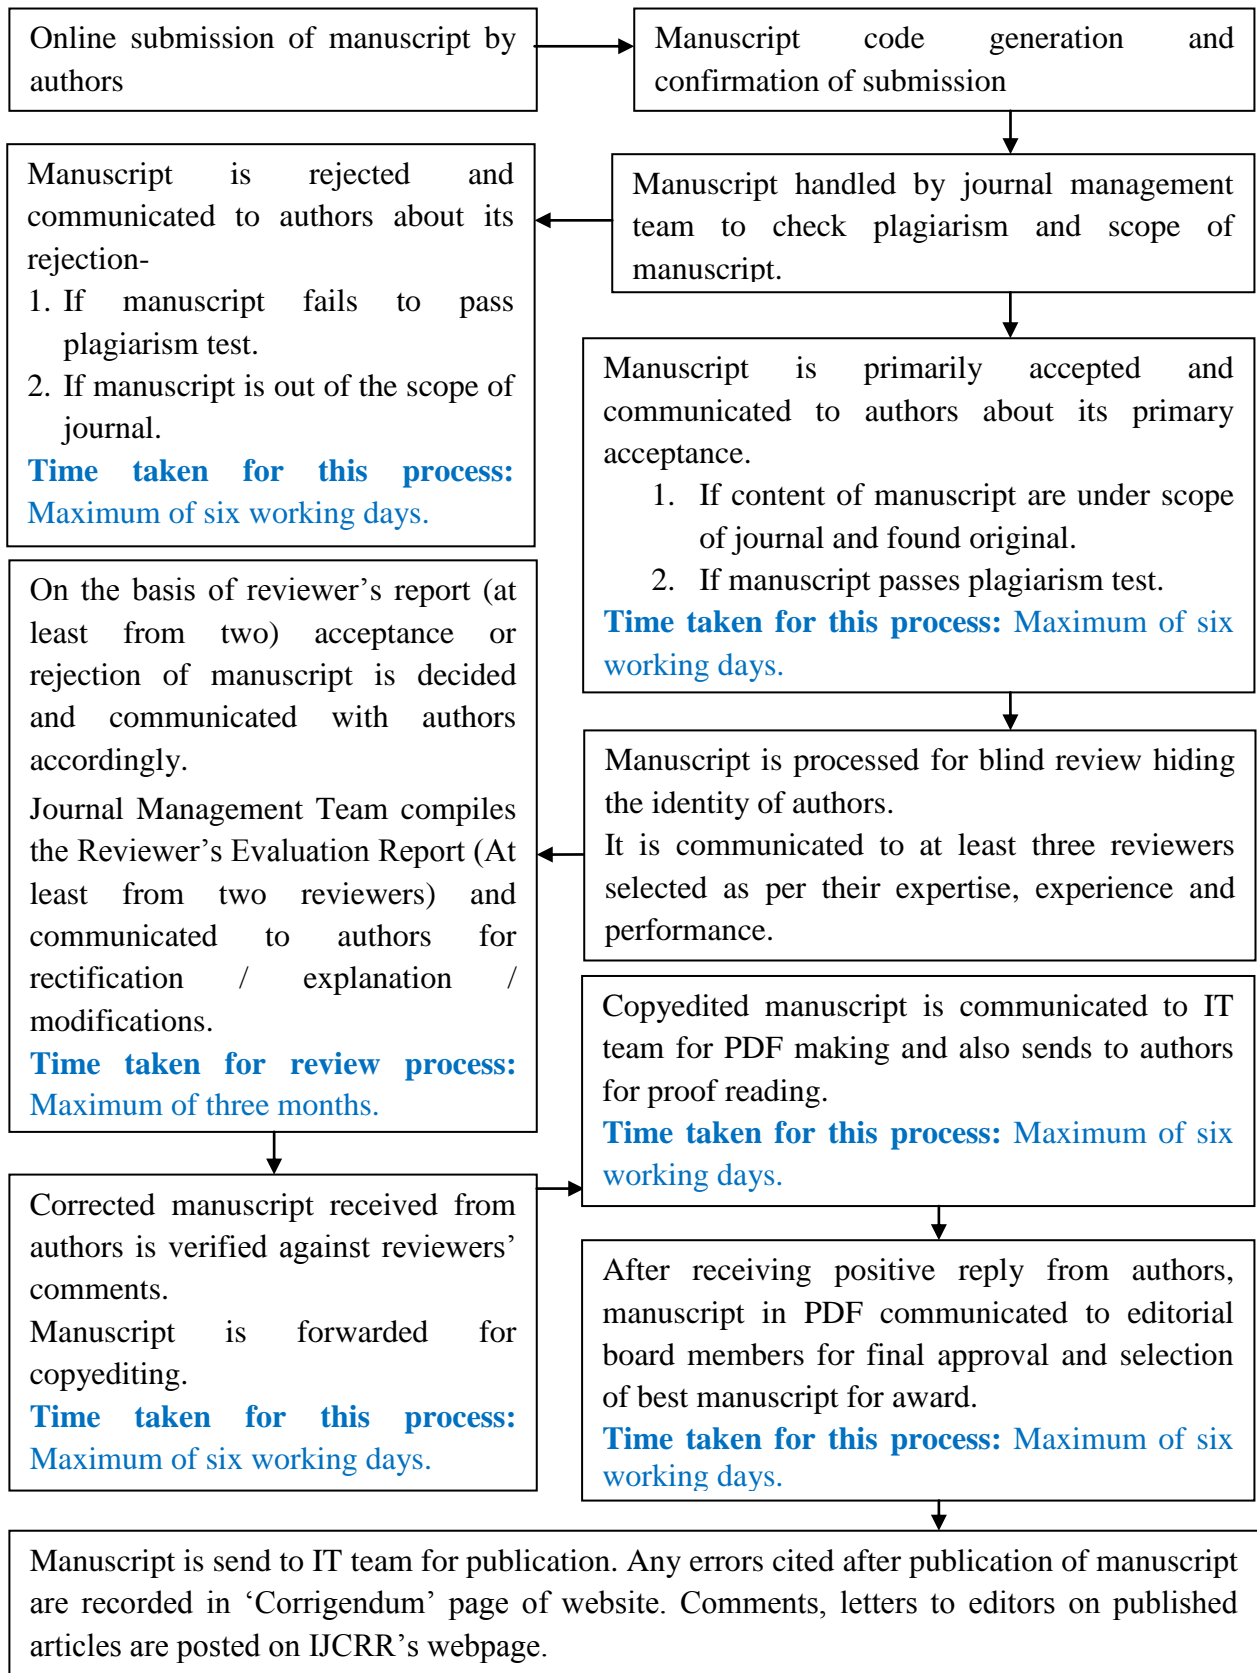 Online submission of manuscript by
authors
Manuscript code generation and
confirmation of submission
Manuscript is rejected and
communicated to authors about its
rejection-
1. If manuscript fails to pass
plagiarism test.
2. If manuscript is out of the scope of
journal.
Time taken for this process:
Maximum of six working days.
Manuscript handled by journal management
team to check plagiarism and scope of
manuscript.
Manuscript is primarily accepted and
communicated to authors about its primary
acceptance.
1. If content of manuscript are under scope
of journal and found original.
2. If manuscript passes plagiarism test.
Time taken for this process: Maximum of six
working days.
On the basis of reviewer’s report (at
least from two) acceptance or
rejection of manuscript is decided
and communicated with authors
accordingly.
Journal Management Team compiles
the Reviewer’s Evaluation Report (At
least from two reviewers) and
communicated to authors for
rectification / explanation /
modifications.
Time taken for review process:
Maximum of three months.
Manuscript is processed for blind review hiding
the identity of authors.
It is communicated to at least three reviewers
selected as per their expertise, experience and
performance.
Copyedited manuscript is communicated to IT
team for PDF making and also sends to authors
for proof reading.
Time taken for this process: Maximum of six
working days.
Corrected manuscript received from
authors is verified against reviewers’
comments.
Manuscript is forwarded for
copyediting.
Time taken for this process:
Maximum of six working days.
After receiving positive reply from authors,
manuscript in PDF communicated to editorial
board members for final approval and selection
of best manuscript for award.
Time taken for this process: Maximum of six
working days.
Manuscript is send to IT team for publication. Any errors cited after publication of manuscript
are recorded in ‘Corrigendum’ page of website. Comments, letters to editors on published
articles are posted on IJCRR’s webpage.